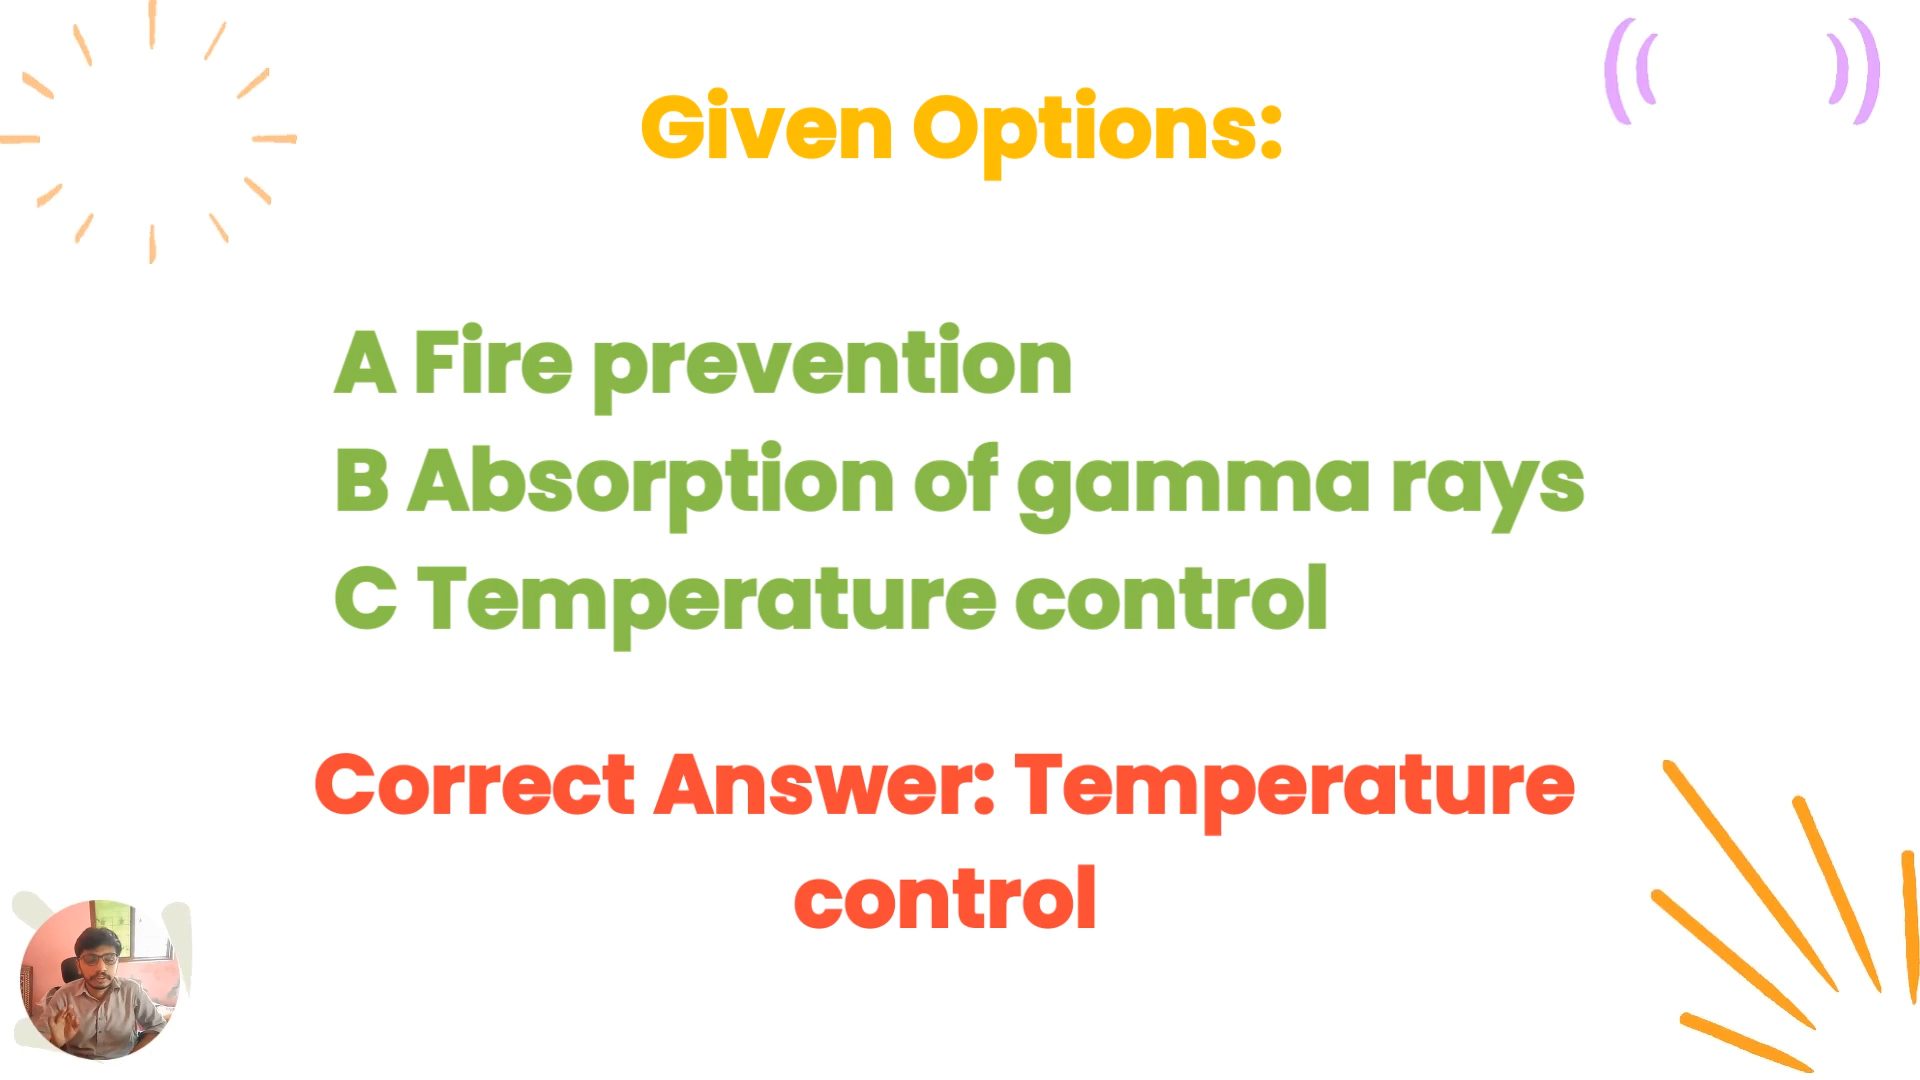 Given Options:
A Fire prevention
B Absorption of gamma rays
C Temperature control
Correct Answer: Temperature
control